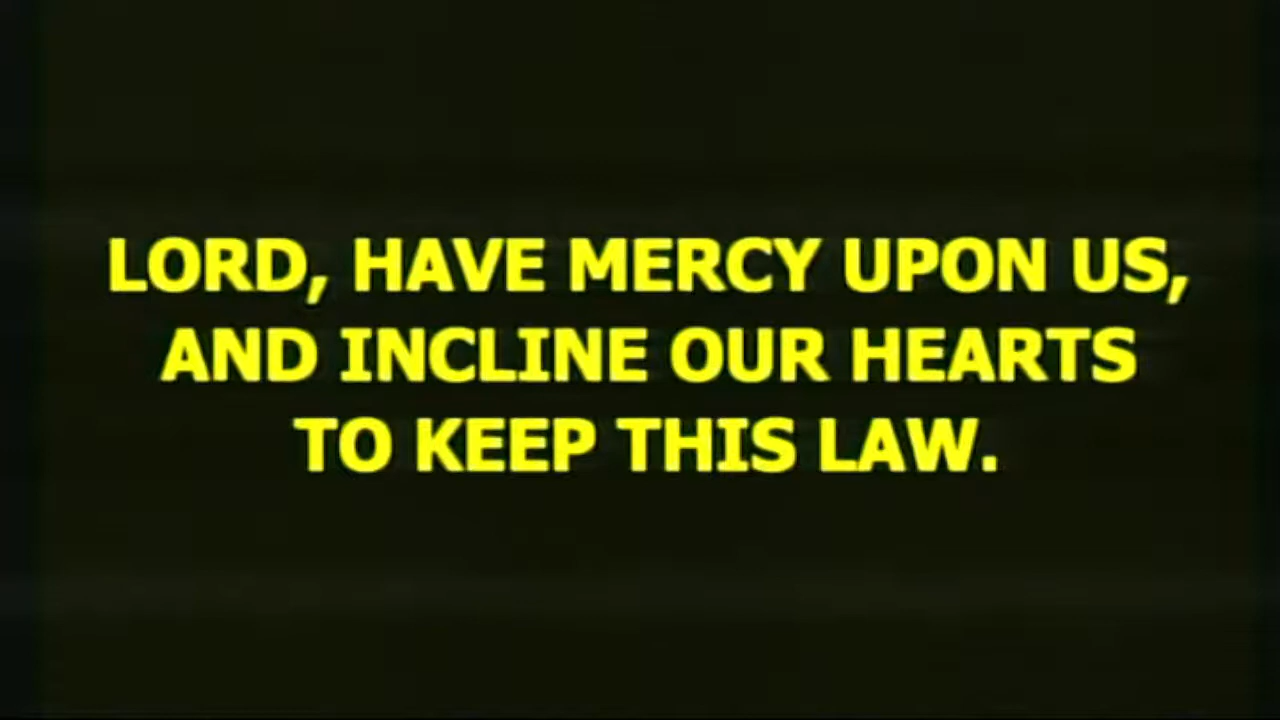 LORD, HAVE MERCY UPON US,
AND INCLINE OUR HEARTS
TO KEEP THIS LAW.